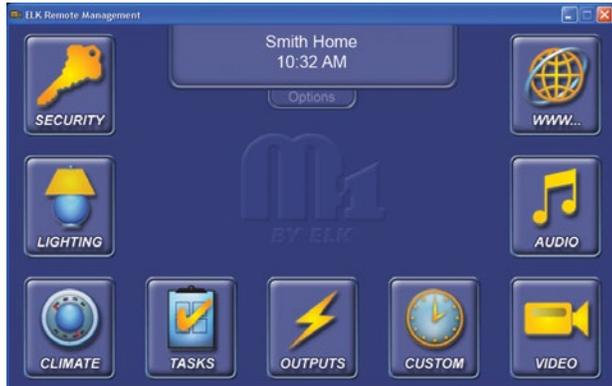 ELK Remote Management
Smith Home
10:32 AM
Options
SECURITY
WWW...
M1
BY ELK
LIGHTING
AUDIO
CLIMATE
TASKS
OUTPUTS
CUSTOM
VIDEO